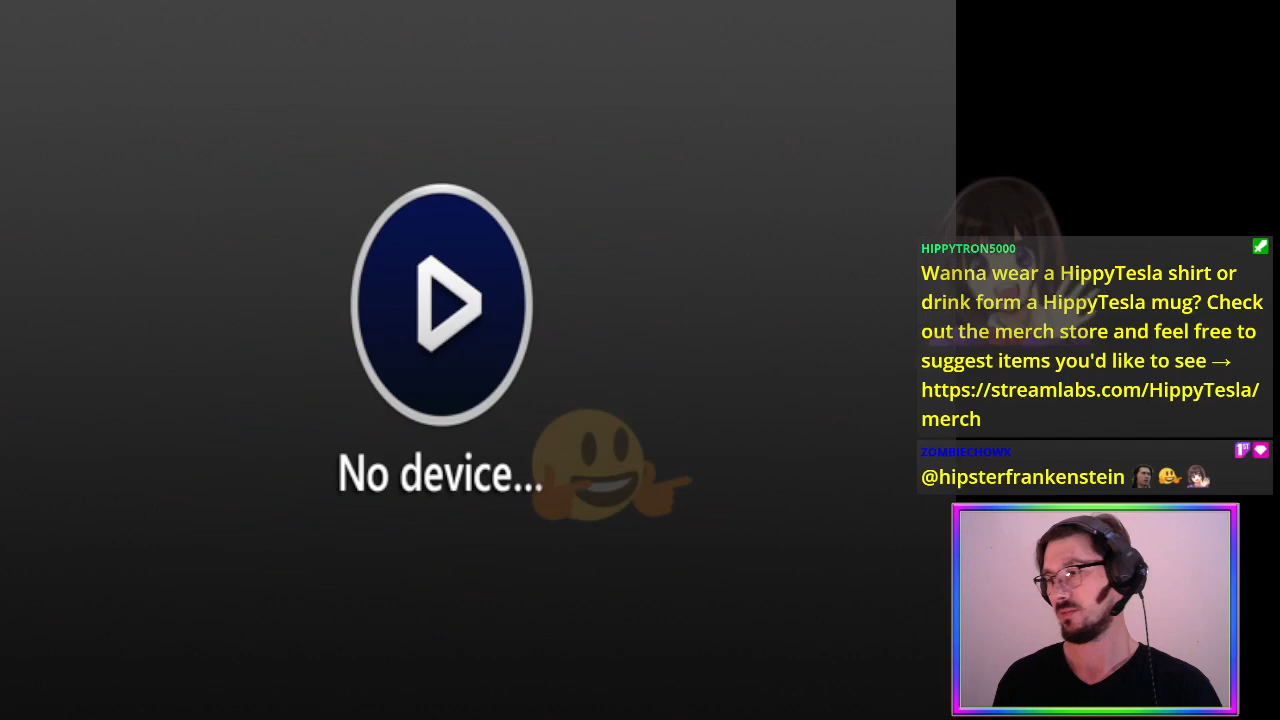 No device...
HIPPYTRON5000
Wanna wear a HippyTesla shirt or
drink form a HippyTesla mug? Check
out the merch store and feel free to
suggest items you'd like to see →
https://streamlabs.com/HippyTesla/
merch
ZOMBIECHOWX
1ST
@hipsterfrankenstein